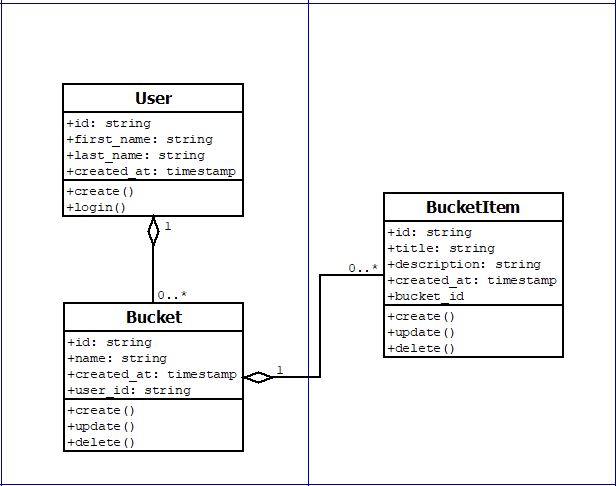 User
+id: string
+first_name: string
+last_name: string
+created_at: timestamp
+create()
+login()
1
0..*
Bucket
+id: string
+name: string
+created_at: timestamp
+user_id: string
+create()
+update()
+delete()
1
0..*
BucketItem
+id: string
+title: string
+description: string
+created_at: timestamp
+bucket_id
+create()
+update()
+delete()